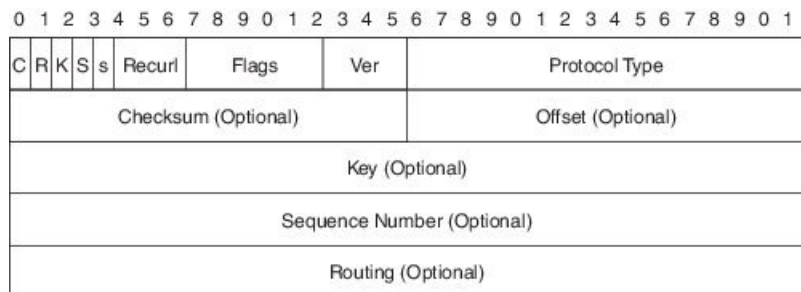 0 1 2 3 4 5 6 7 8 9 0 1 2 3 4 5 6 7 8 9 0 1 2 3 4 5 6 7 8 9 0 1
C R K S s Recurl Flags Ver Protocol Type
Checksum (Optional) Offset (Optional)
Key (Optional)
Sequence Number (Optional)
Routing (Optional)